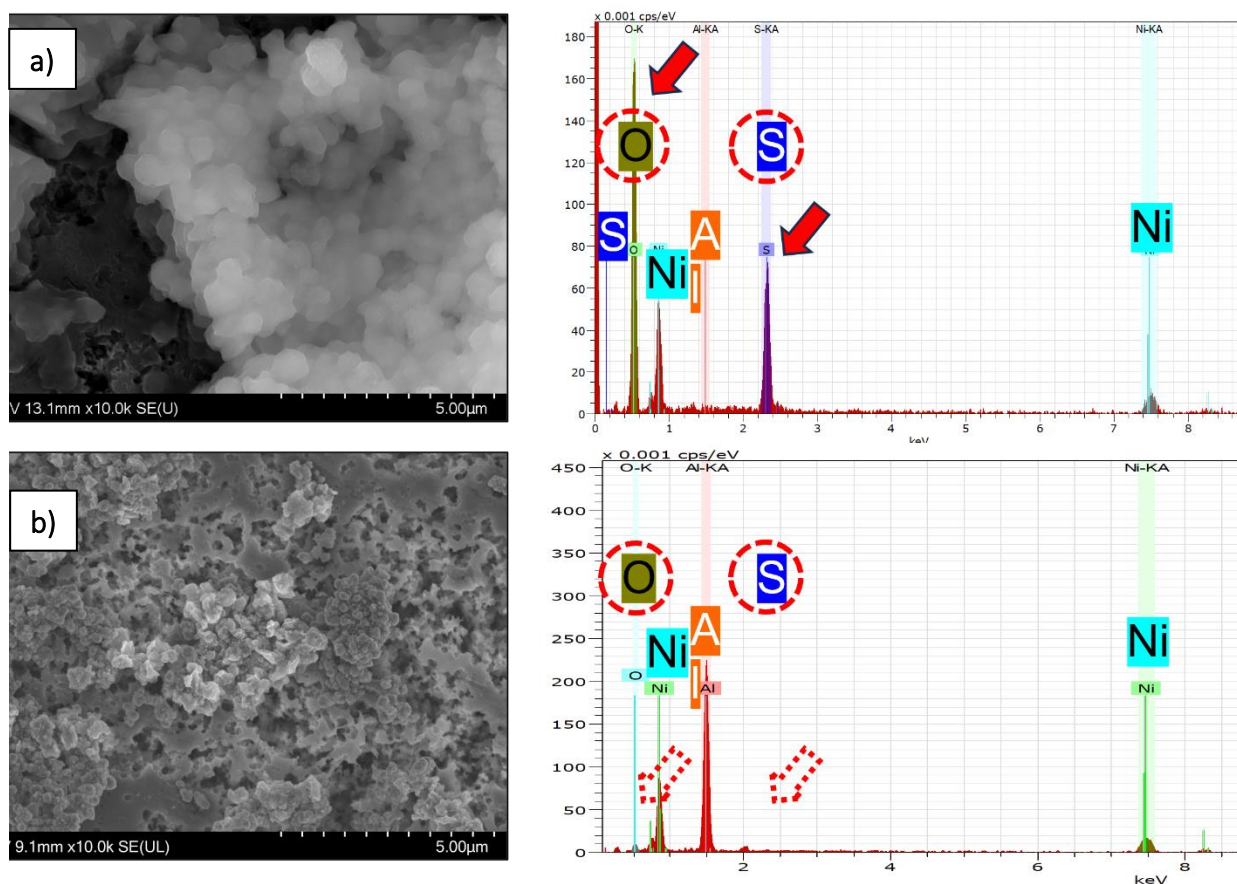 a)
V 13.1mm x10.0k SE(U) 5.00μm
x 0.001 cps/eV
O-K Al-KA S-KA Ni-KA
180
160
140
120
100
80
60
40
20
0
O S
S Ni Al Ni
O Ni S Ni
0 1 2 3 4 5 6 7 8
keV
b)
V 9.1mm x10.0k SE(UL) 5.00μm
x 0.001 cps/eV
O-K Al-KA Ni-KA
450
400
350
300
250
200
150
100
50
0
O S
Ni Al Ni
O Ni Al Ni
2 4 6 8
keV